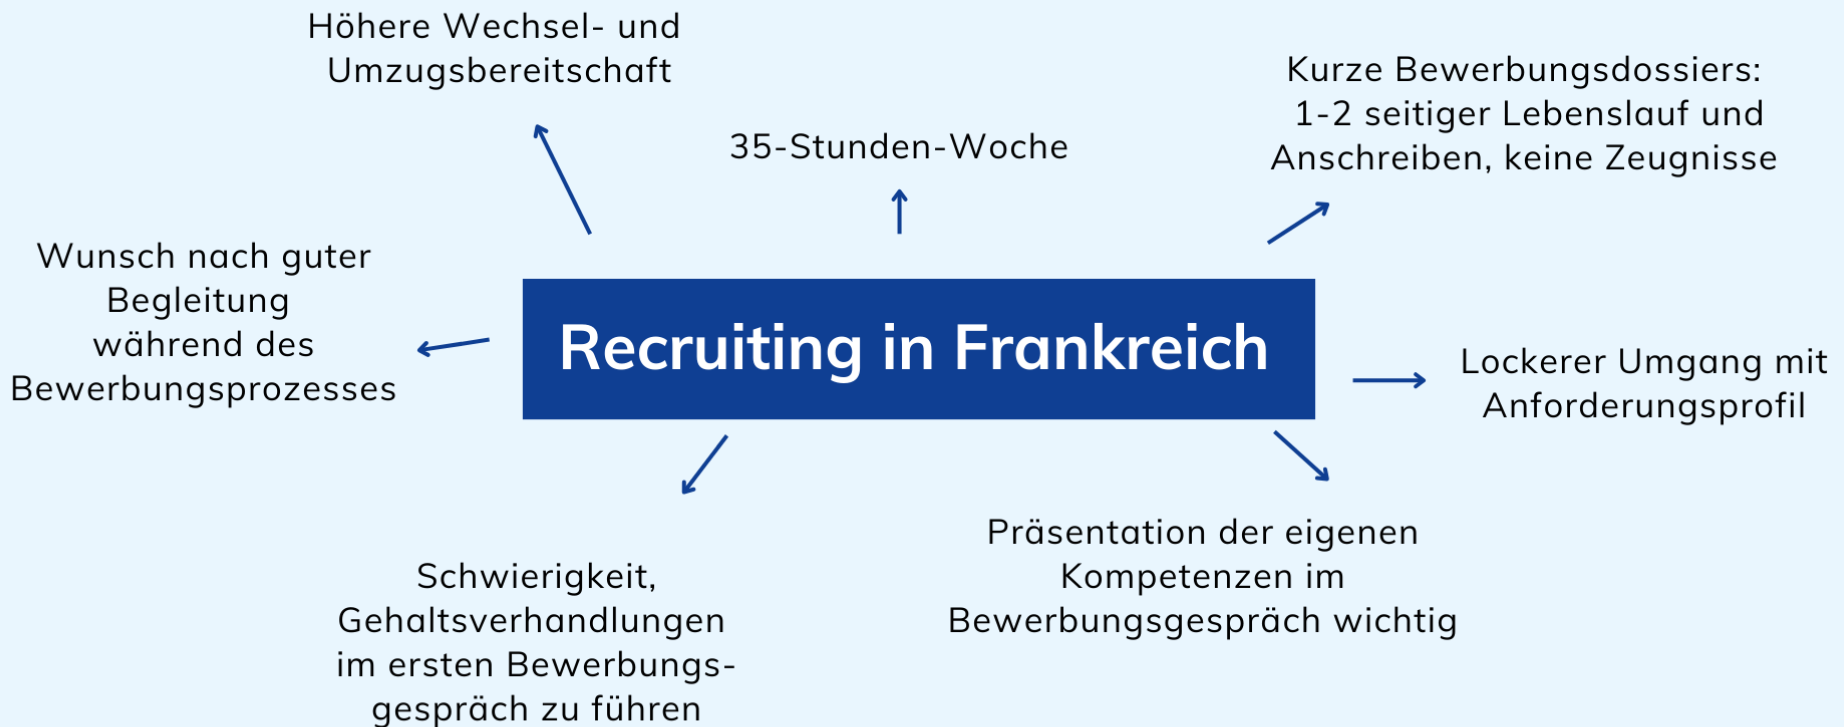 Höhere Wechsel- und
Umzugsbereitschaft
35-Stunden-Woche
Kurze Bewerbungsdossiers:
1-2 seitiger Lebenslauf und
Anschreiben, keine Zeugnisse
Wunsch nach guter
Begleitung
während des
Bewerbungsprozesses
Recruiting in Frankreich
Lockerer Umgang mit
Anforderungsprofil
Schwierigkeit,
Gehaltsverhandlungen
im ersten Bewerbungs-
gespräch zu führen
Präsentation der eigenen
Kompetenzen im
Bewerbungsgespräch wichtig